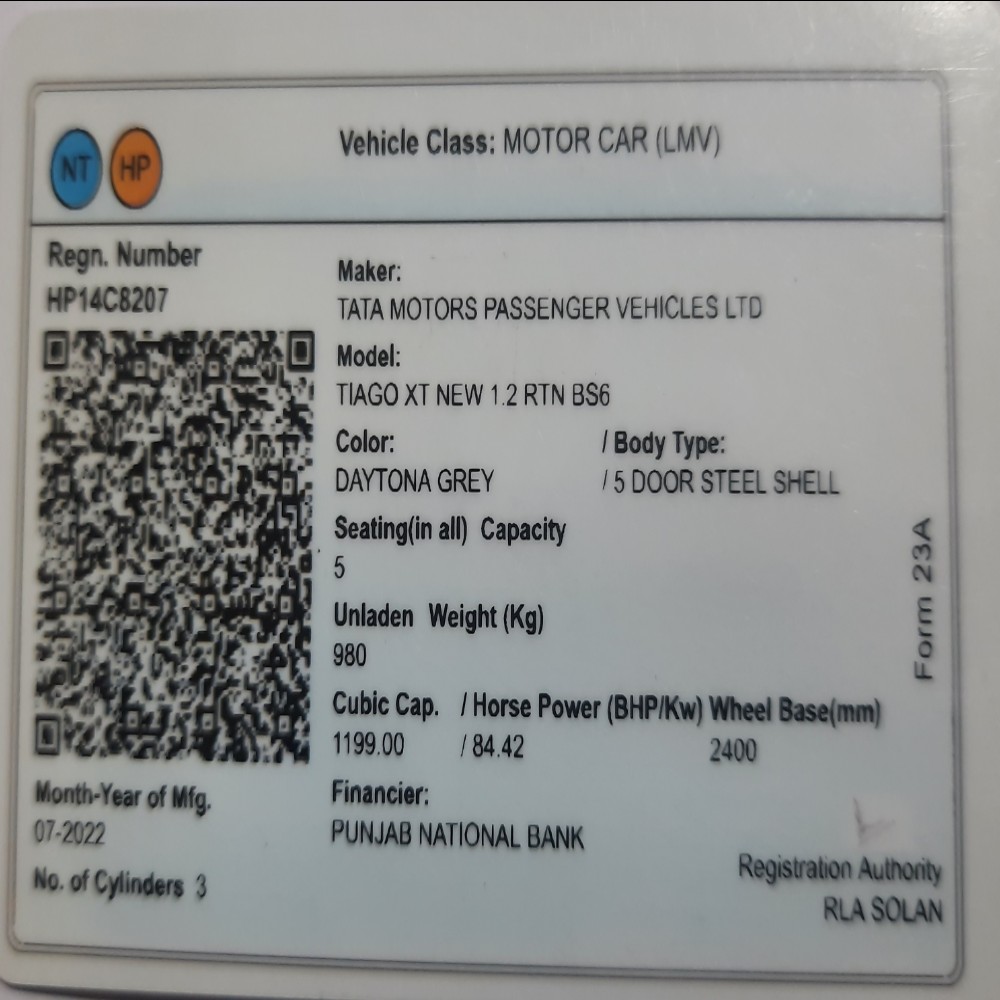 NT HP
Vehicle Class: MOTOR CAR (LMV)
Regn. Number
HP14C8207
Maker:
TATA MOTORS PASSENGER VEHICLES LTD
Model:
TIAGO XT NEW 1.2 RTN BS6
Color: / Body Type:
DAYTONA GREY / 5 DOOR STEEL SHELL
Seating(in all) Capacity
5
Unladen Weight (Kg)
980
Cubic Cap. / Horse Power (BHP/Kw) Wheel Base(mm)
1199.00 / 84.42 2400
Month-Year of Mfg.
07-2022
No. of Cylinders 3
Financier:
PUNJAB NATIONAL BANK
Form 23A
Registration Authority
RLA SOLAN